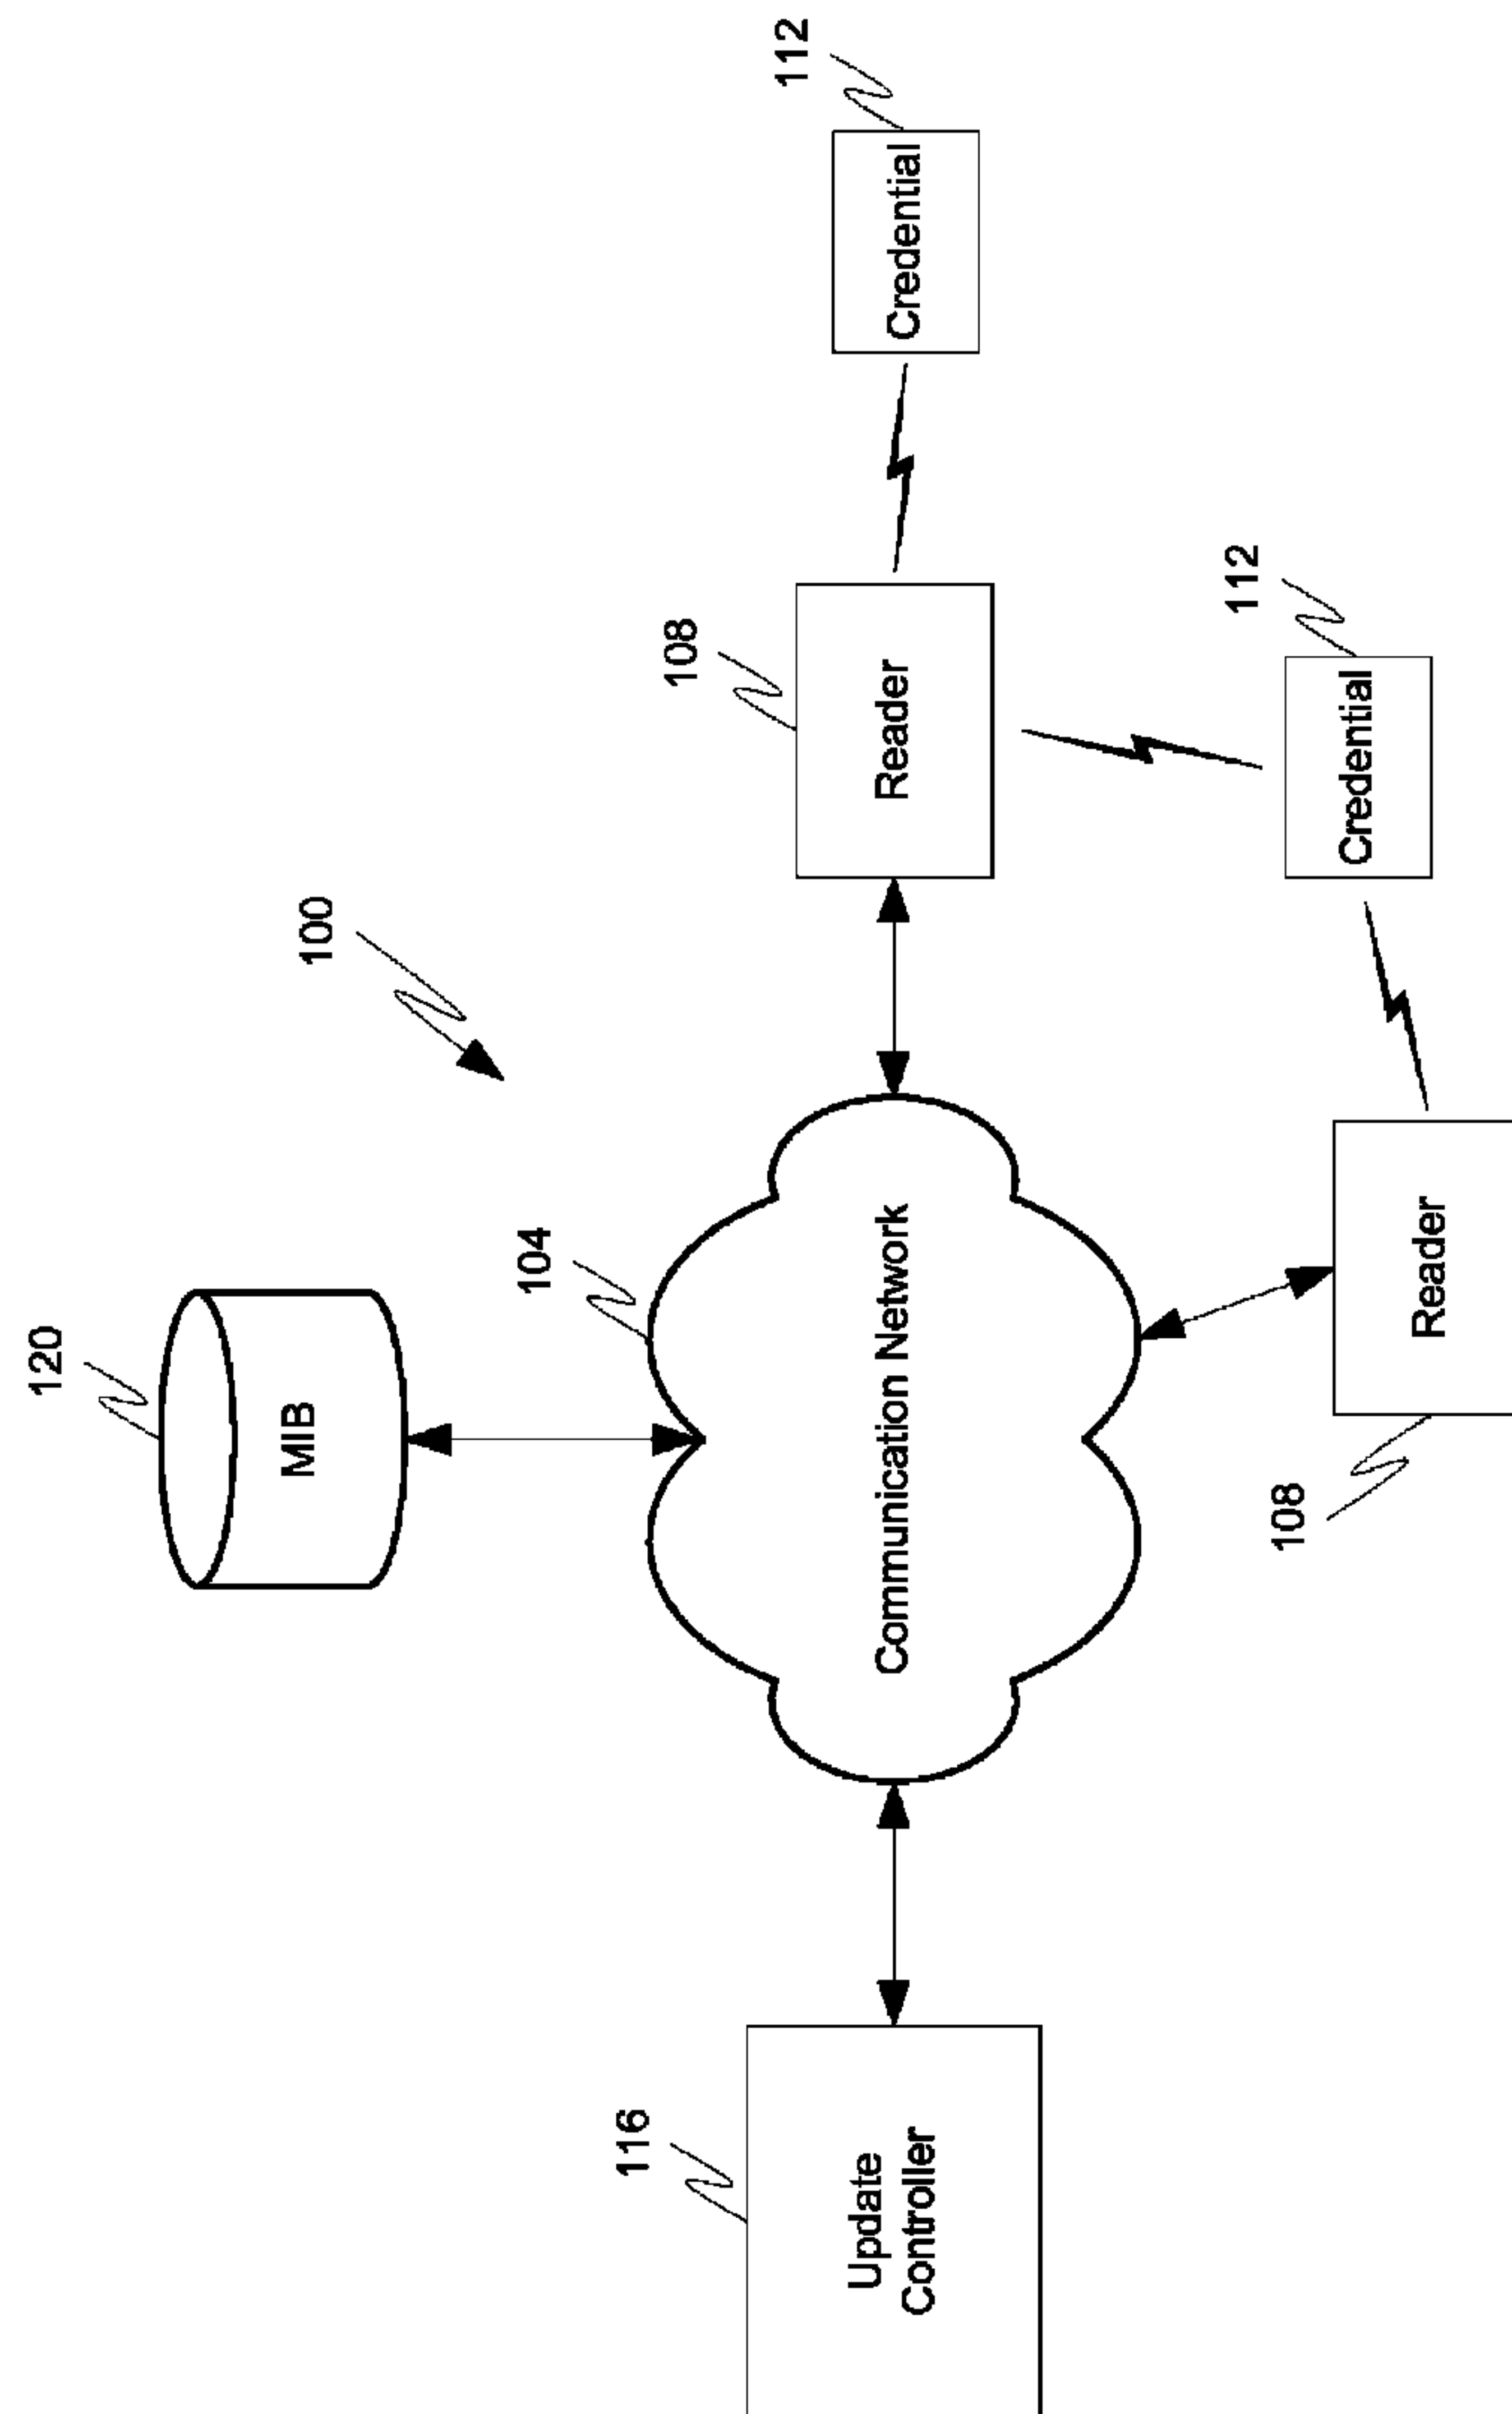 120
MIB
100
104
Communication Network
116
Update
Controller
108
Reader
112
Credential
112
Credential
108
Reader